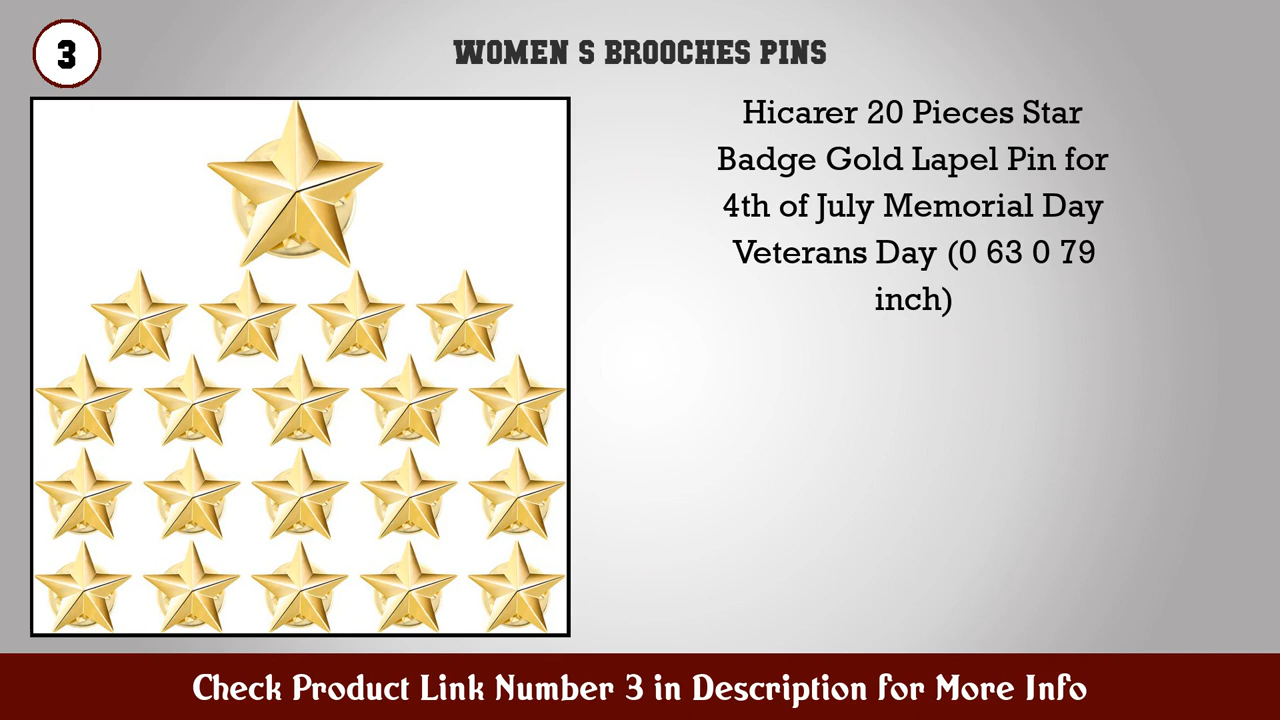 3
WOMEN S BROOCHES PINS
Hicarer 20 Pieces Star
Badge Gold Lapel Pin for
4th of July Memorial Day
Veterans Day (0 63 0 79
inch)
Check Product Link Number 3 in Description for More Info